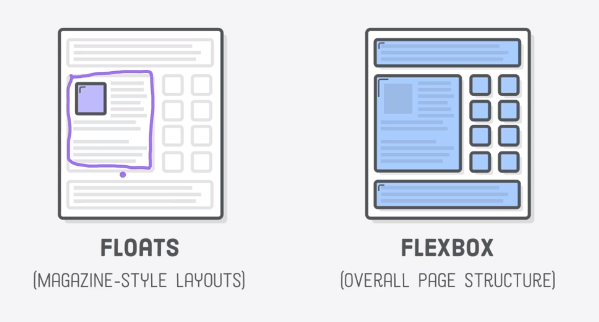 FLOATS
(MAGAZINE-STYLE LAYOUTS)
FLEXBOX
(OVERALL PAGE STRUCTURE)